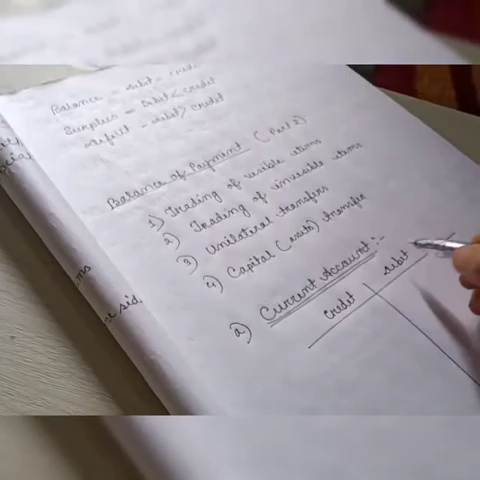 Balance = debit = credit
Surplus = debit < credit
deficit - debit > credit
Balance of Payment (Part 2)
1) Trading of visible items
2) Trading of invisible items
3) Unilateral transfers
4) Capital (assets) transfer
a) Current Account :-
credit debit